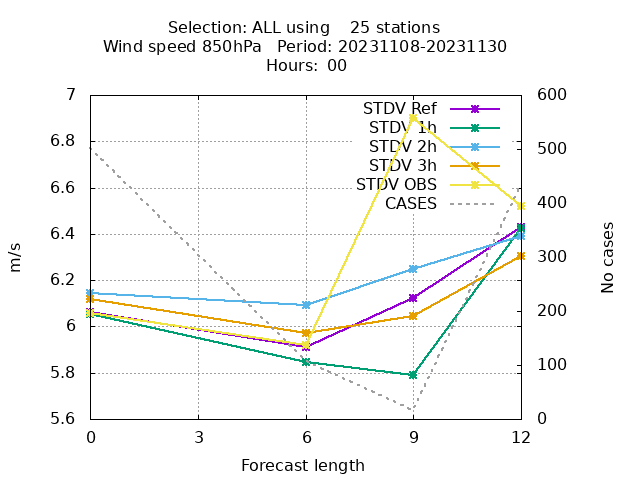 Selection: ALL using    25 stations
Wind speed 850hPa   Period: 20231108-20231130
Hours:  00
7
6.8
6.6
6.4
6.2
6
5.8
5.6
600
500
400
300
200
100
0
STDV Ref
STDV 1h
STDV 2h
STDV 3h
STDV OBS
CASES
m/s
No cases
0
3
6
9
12
Forecast length